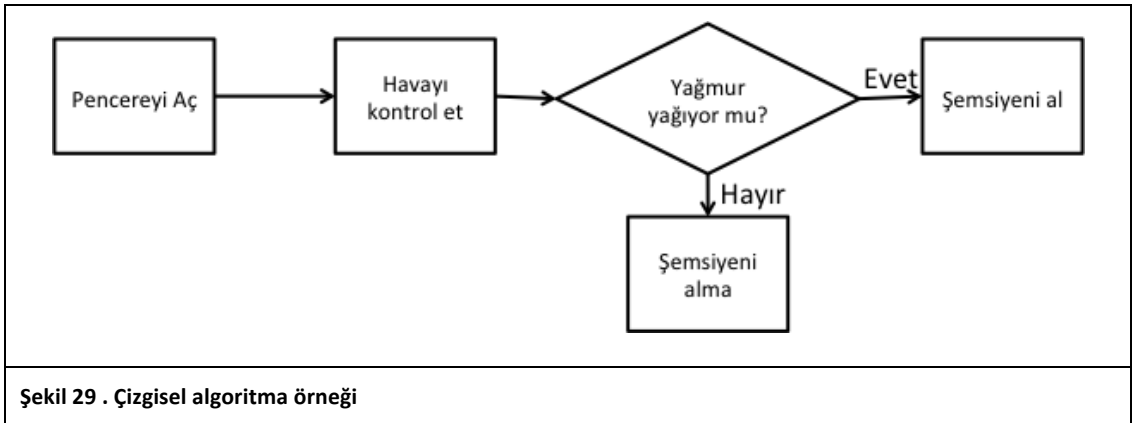 Pencereyi Aç
Havayı
kontrol et
Yağmur
yağıyor mu?
Evet
Şemsiyeni al
Hayır
Şemsiyeni
alma
Şekil 29 . Çizgisel algoritma örneği